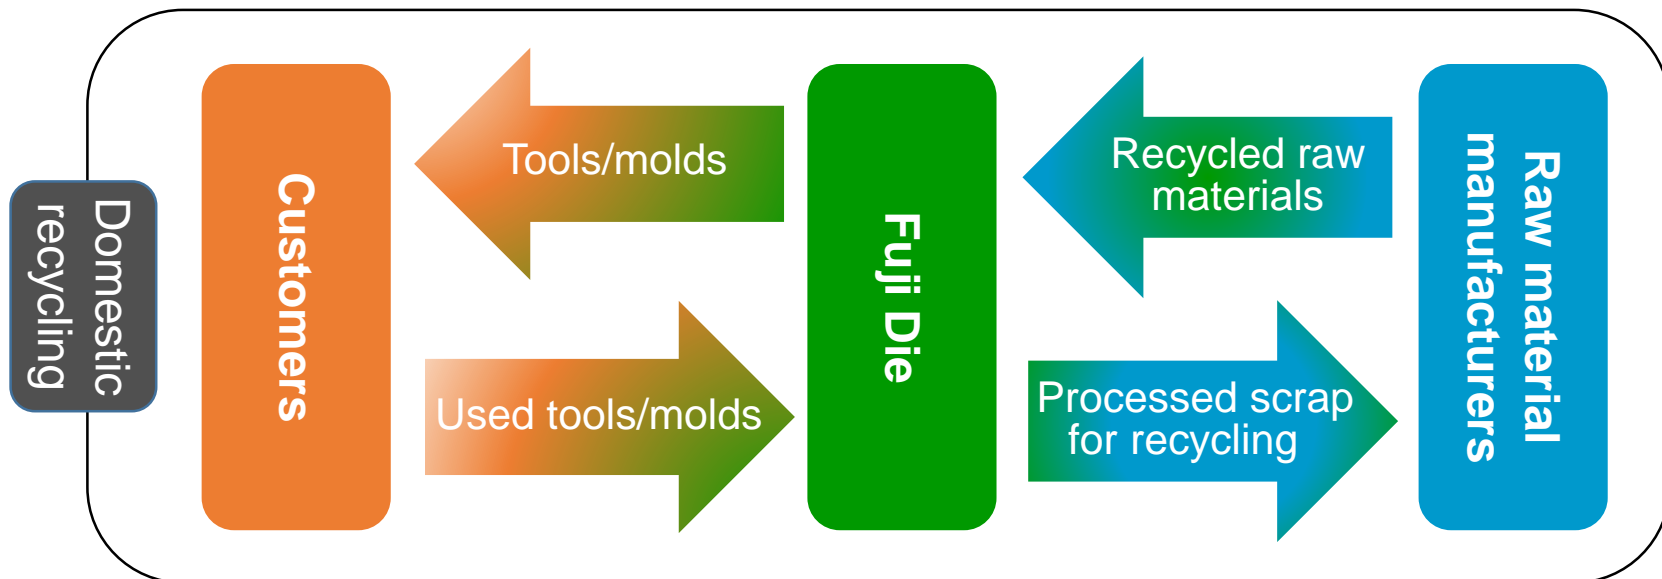 Domestic
recycling
Customers
Tools/molds
Used tools/molds
Fuji Die
Recycled raw
materials
Processed scrap
for recycling
Raw material
manufacturers